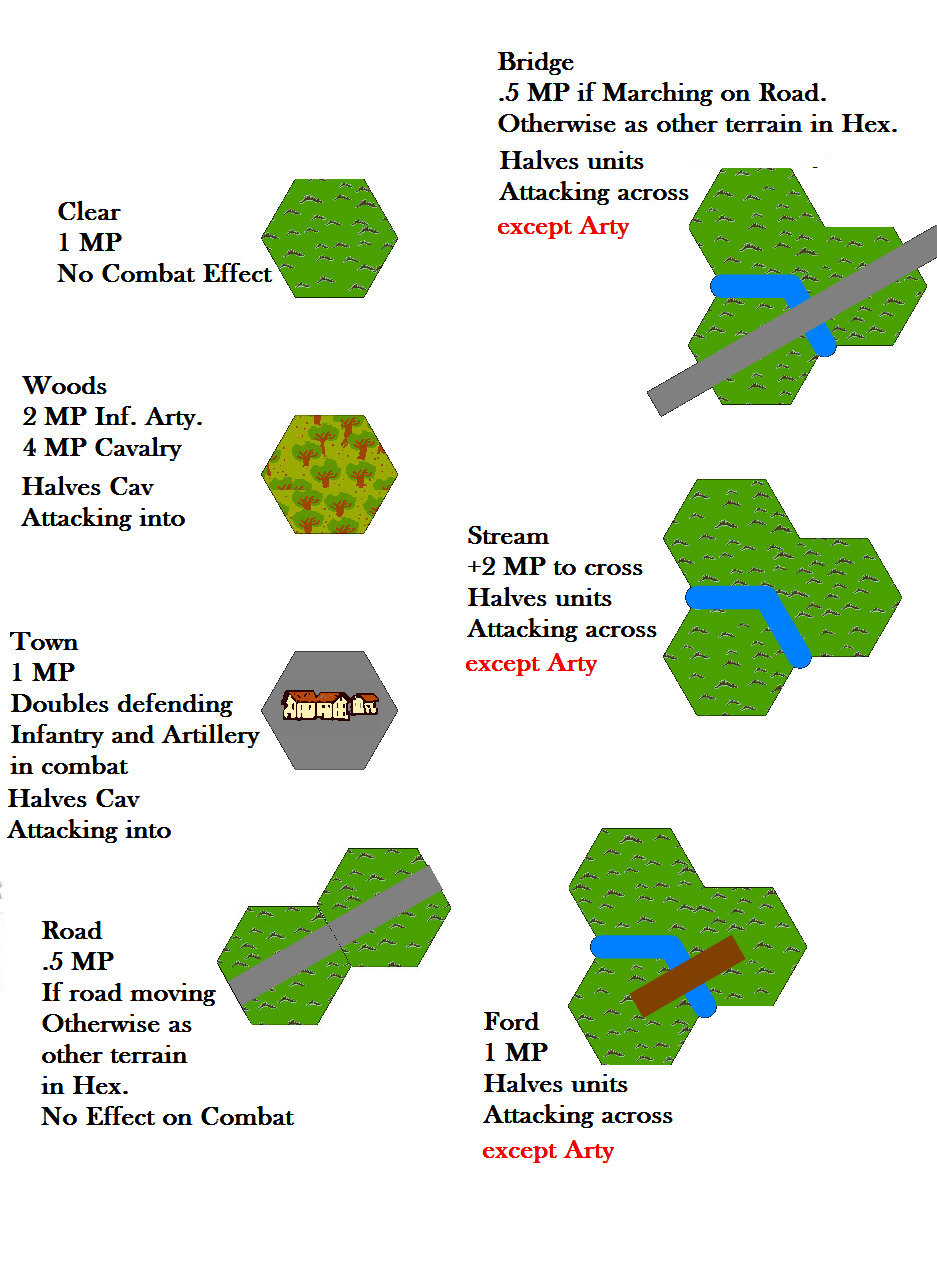 Bridge
.5 MP if Marching on Road.
Otherwise as other terrain in Hex.
Halves units
Attacking across
except Arty
Clear
1 MP
No Combat Effect
Woods
2 MP Inf. Arty.
4 MP Cavalry
Halves Cav
Attacking into
Stream
+2 MP to cross
Halves units
Attacking across
except Arty
Town
1 MP
Doubles defending
Infantry and Artillery
in combat
Halves Cav
Attacking into
Road
.5 MP
If road moving
Otherwise as
other terrain
in Hex.
No Effect on Combat
Ford
1 MP
Halves units
Attacking across
except Arty